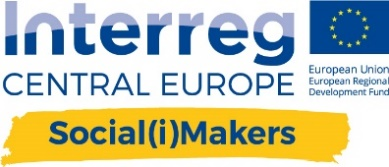 Interreg
CENTRAL EUROPE
European Union
European Regional
Development Fund
Social(i)Makers